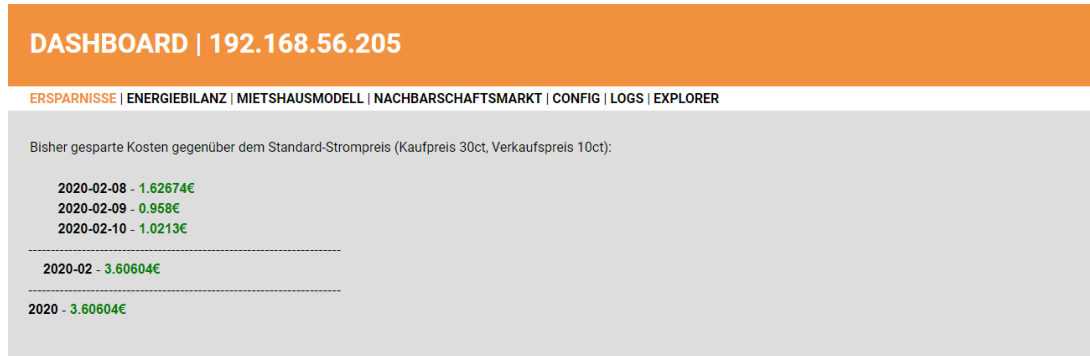 DASHBOARD | 192.168.56.205
ERSPARNISSE | ENERGIEBILANZ | MIETSHAUSMODELL | NACHBARSCHAFTSMARKT | CONFIG | LOGS | EXPLORER
Bisher gesparte Kosten gegenüber dem Standard-Strompreis (Kaufpreis 30ct, Verkaufspreis 10ct):
2020-02-08 - 1.62674€
2020-02-09 - 0.958€
2020-02-10 - 1.0213€
------------------------------------------------------------------------
2020-02 - 3.60604€
------------------------------------------------------------------------
2020 - 3.60604€